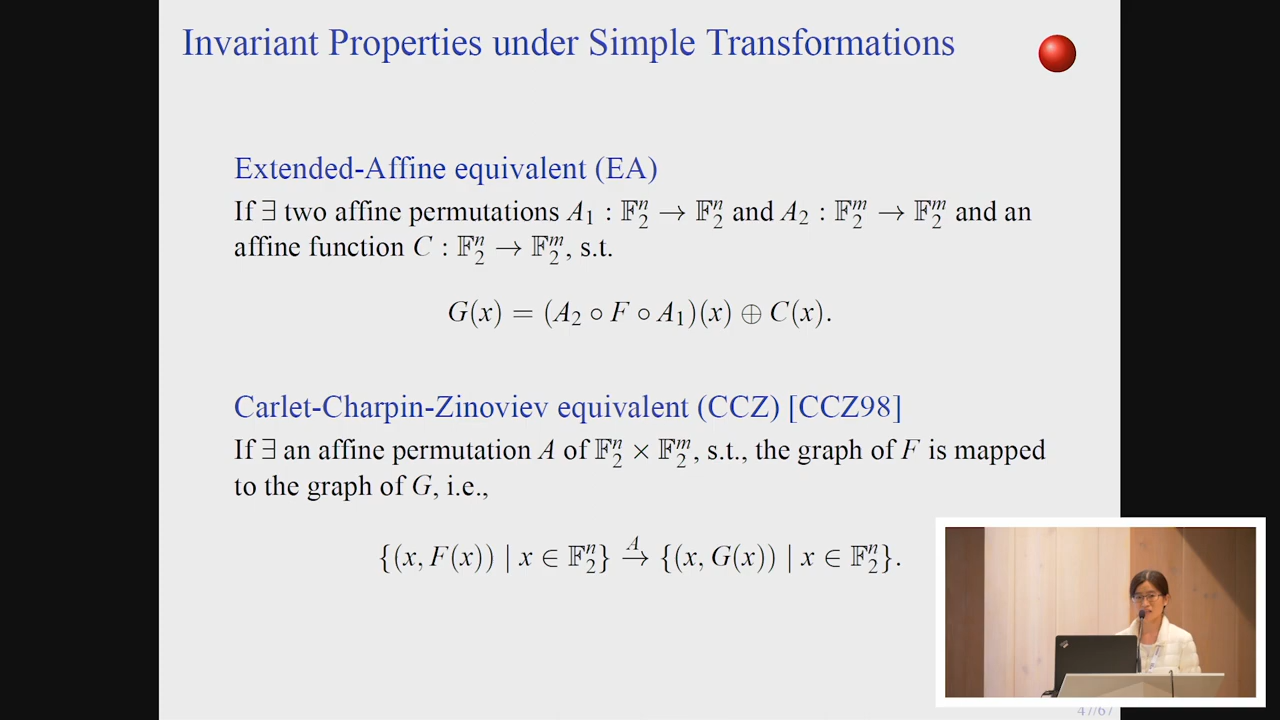 Invariant Properties under Simple Transformations
Extended-Affine equivalent (EA)
If ∃ two affine permutations A₁ : 𝔽₂ⁿ → 𝔽₂ⁿ and A₂ : 𝔽₂ᵐ → 𝔽₂ᵐ and an
affine function C : 𝔽₂ⁿ → 𝔽₂ᵐ, s.t.
G(x) = (A₂ ∘ F ∘ A₁)(x) ⊕ C(x).
Carlet-Charpin-Zinoviev equivalent (CCZ) [CCZ98]
If ∃ an affine permutation A of 𝔽₂ⁿ × 𝔽₂ᵐ, s.t., the graph of F is mapped
to the graph of G, i.e.,
{(x, F(x)) | x ∈ 𝔽₂ⁿ} →ᴬ {(x, G(x)) | x ∈ 𝔽₂ⁿ}.
47/67